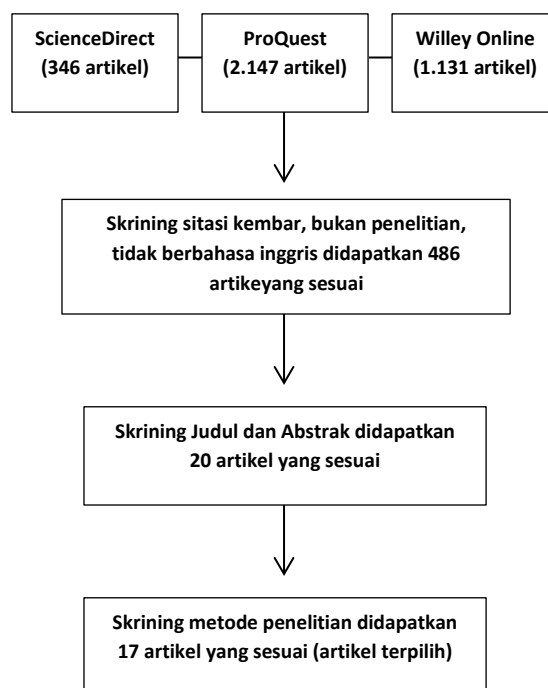 ScienceDirect
(346 artikel)
ProQuest
(2.147 artikel)
Willey Online
(1.131 artikel)
Skrining sitasi kembar, bukan penelitian,
tidak berbahasa inggris didapatkan 486
artikeyang sesuai
Skrining Judul dan Abstrak didapatkan
20 artikel yang sesuai
Skrining metode penelitian didapatkan
17 artikel yang sesuai (artikel terpilih)